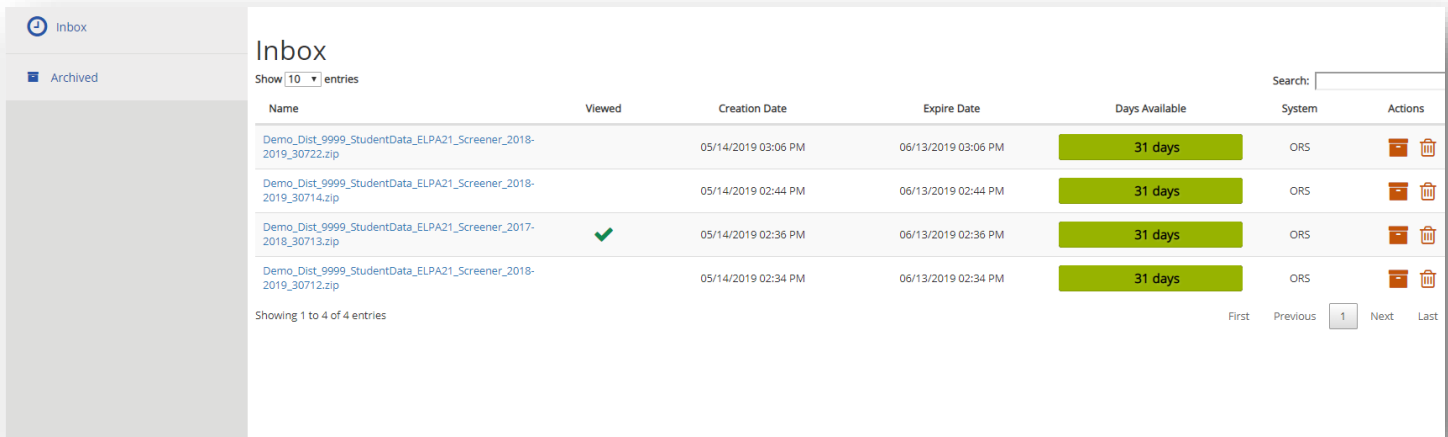 Inbox
Archived
Inbox
Show 10 entries
Search:
Name Viewed Creation Date Expire Date Days Available System Actions
Demo_Dist_9999_StudentData_ELPA21_Screener_2018-
2019_30722.zip
05/14/2019 03:06 PM 06/13/2019 03:06 PM 31 days ORS
Demo_Dist_9999_StudentData_ELPA21_Screener_2018-
2019_30714.zip
05/14/2019 02:44 PM 06/13/2019 02:44 PM 31 days ORS
Demo_Dist_9999_StudentData_ELPA21_Screener_2017-
2018_30713.zip
05/14/2019 02:36 PM 06/13/2019 02:36 PM 31 days ORS
Demo_Dist_9999_StudentData_ELPA21_Screener_2018-
2019_30712.zip
05/14/2019 02:34 PM 06/13/2019 02:34 PM 31 days ORS
Showing 1 to 4 of 4 entries
First Previous 1 Next Last